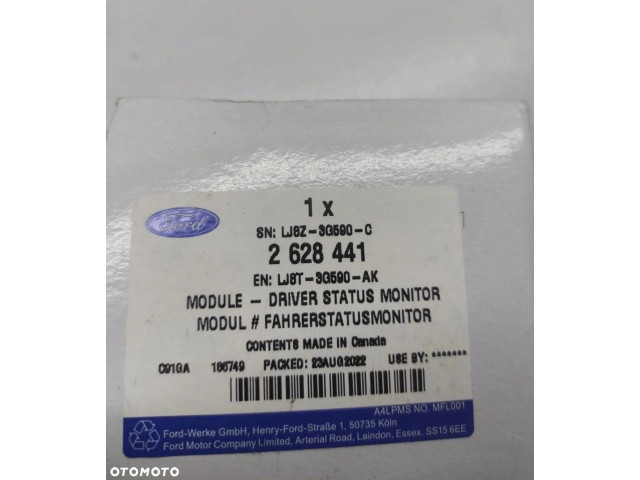 1 x
Ford
SN: LJ8Z-3G590-C
2 628 441
EN: LJ8T-3G590-AK
MODULE - DRIVER STATUS MONITOR
MODUL # FAHRERSTATUSMONITOR
CONTENTS MADE IN Canada
C91GA 186749 PACKED: 23AUG2022 USE BY: *******
A4LPMS NO. MFL001
Ford-Werke GmbH, Henry-Ford-Straße 1, 50735 Köln
Ford Motor Company Limited, Arterial Road, Laindon, Essex. SS15 6EE
OTOMOTO
OTOMOTO